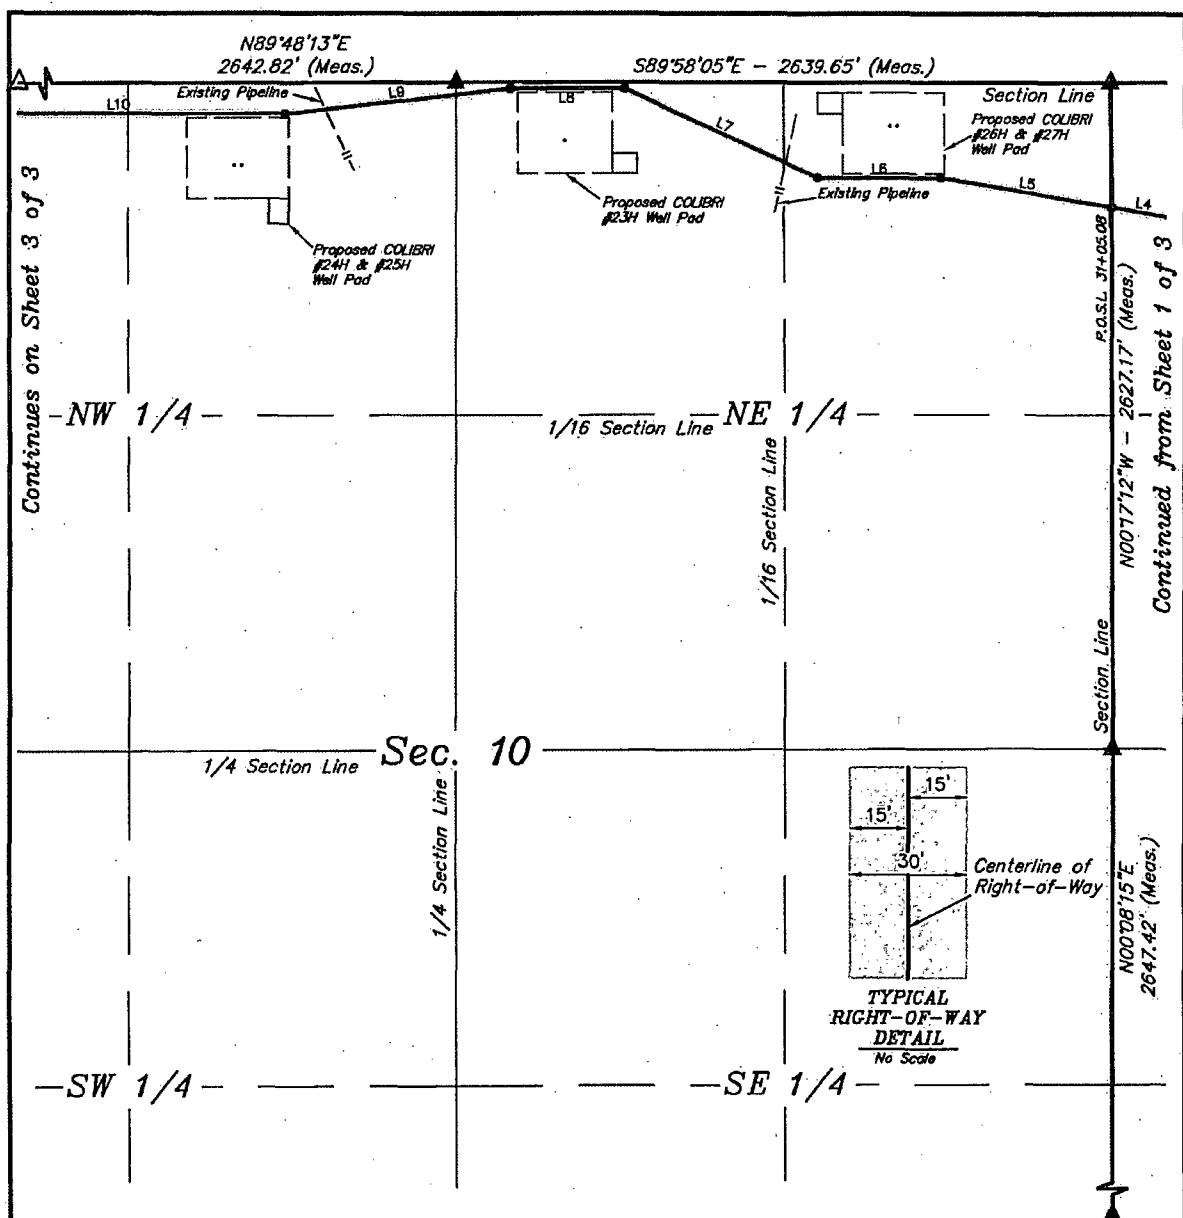 N89°48'13"E
2642.82' (Meas.)
S89°58'05"E - 2639.65' (Meas.)
Existing Pipeline
L10
L9
L8
L7
L6
L5
L4
Section Line
Proposed COLIBRI
#26H & #27H
Well Pad
Existing Pipeline
Proposed COLIBRI
#23H Well Pad
Proposed COLIBRI
#24H & #25H
Well Pad
Continues on Sheet 3 of 3
P.O.S.L. 31+05.08
N00°17'12"W - 2627.17' (Meas.)
Continued from Sheet 1 of 3
NW 1/4
1/16 Section Line
NE 1/4
1/16 Section Line
Section Line
Sec. 10
1/4 Section Line
1/4 Section Line
15'
15'
30'
Centerline of
Right-of-Way
TYPICAL
RIGHT-OF-WAY
DETAIL
No Scale
N00°08'15"E
2647.42' (Meas.)
SW 1/4
SE 1/4